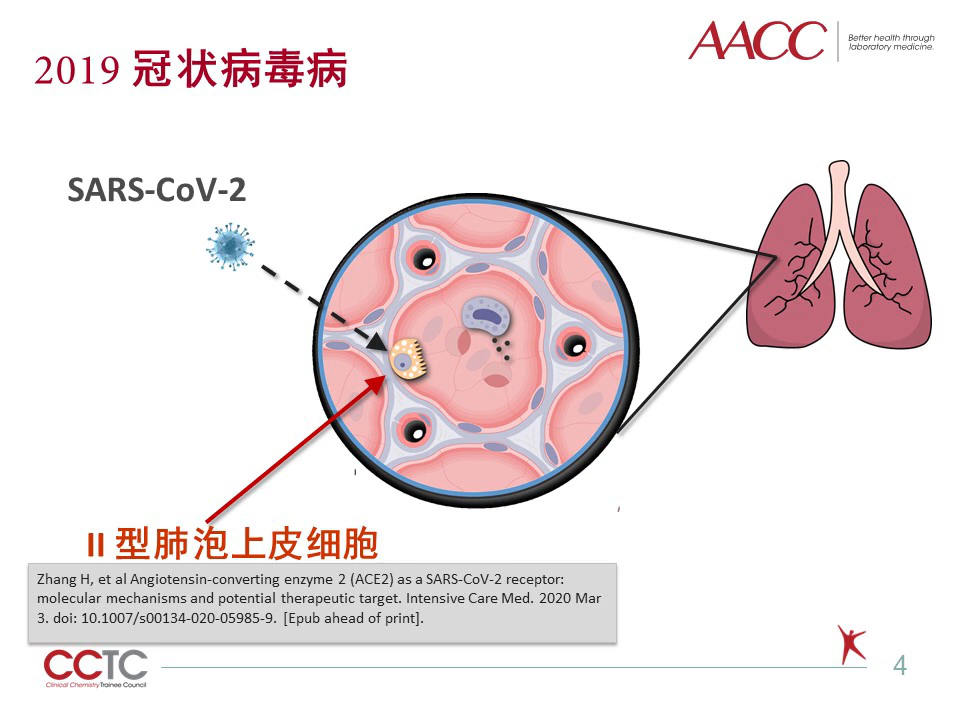 AACC
Better health through
laboratory medicine.
2019 冠状病毒病
SARS-CoV-2
II 型肺泡上皮细胞
Zhang H, et al Angiotensin-converting enzyme 2 (ACE2) as a SARS-CoV-2 receptor:
molecular mechanisms and potential therapeutic target. Intensive Care Med. 2020 Mar
3. doi: 10.1007/s00134-020-05985-9. [Epub ahead of print].
CCTC
Clinical Chemistry Trainee Council
4